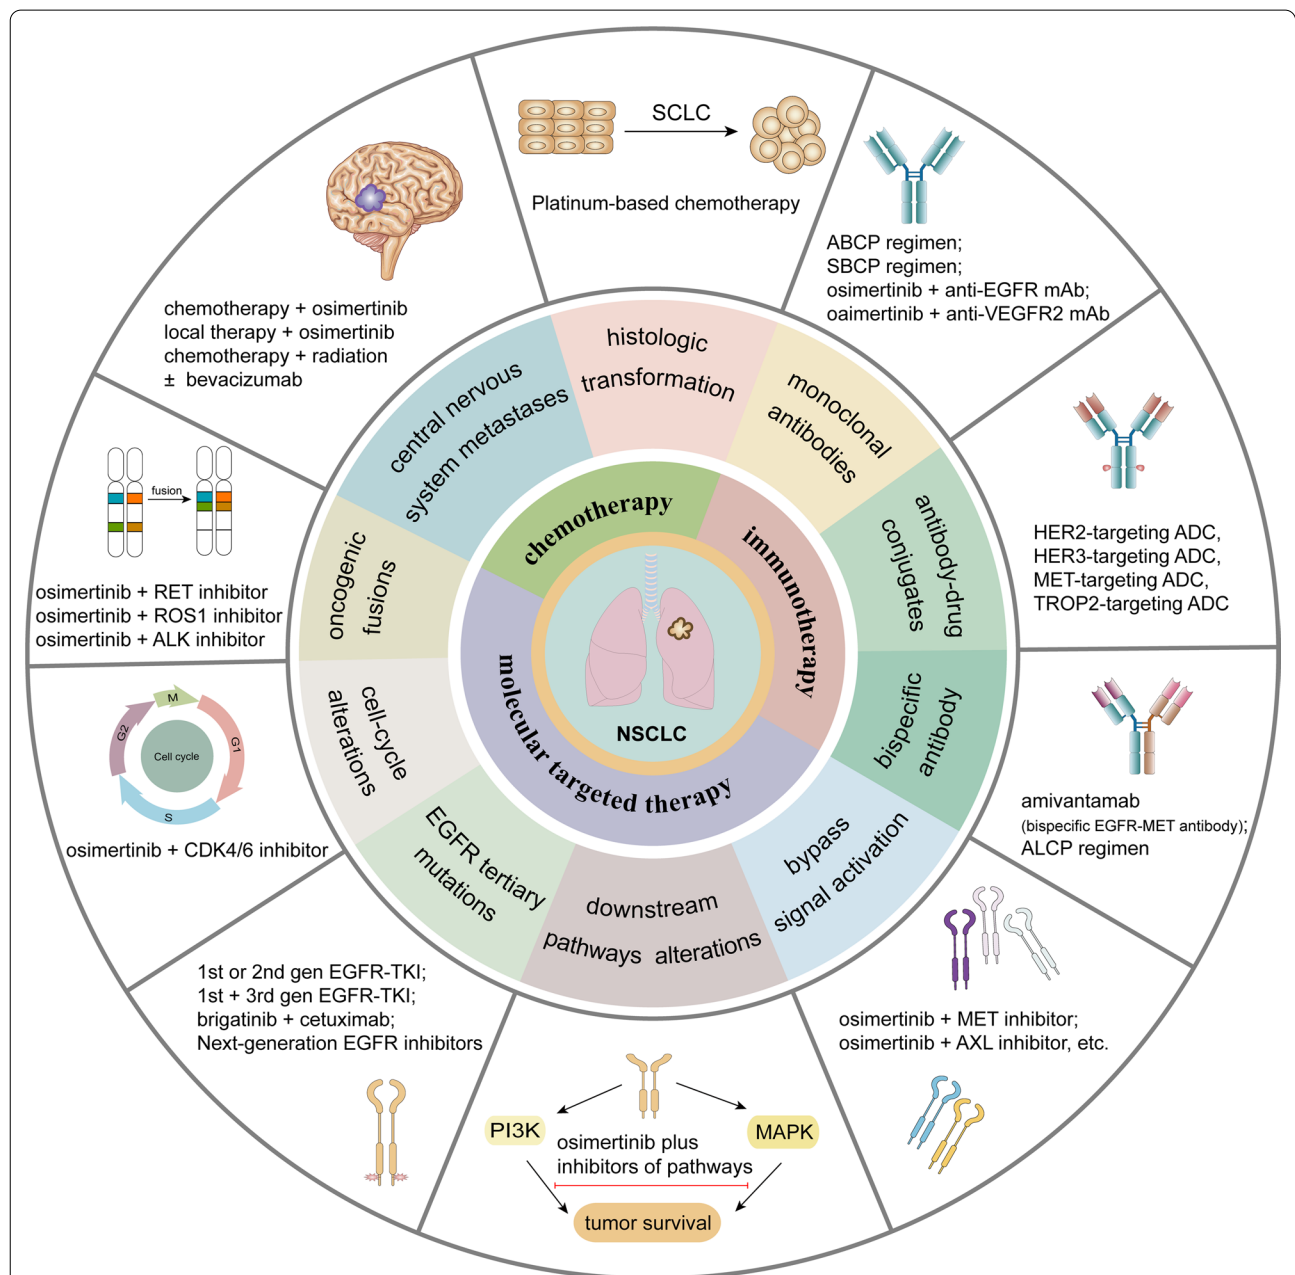 SCLC
Platinum-based chemotherapy
ABCP regimen;
SBCP regimen;
osimertinib + anti-EGFR mAb;
oaimertinib + anti-VEGFR2 mAb
HER2-targeting ADC,
HER3-targeting ADC,
MET-targeting ADC,
TROP2-targeting ADC
amivantamab
(bispecific EGFR-MET antibody);
ALCP regimen
osimertinib + MET inhibitor;
osimertinib + AXL inhibitor, etc.
PI3K
MAPK
osimertinib plus
inhibitors of pathways
tumor survival
1st or 2nd gen EGFR-TKI;
1st + 3rd gen EGFR-TKI;
brigatinib + cetuximab;
Next-generation EGFR inhibitors
M
G1
S
G2
Cell cycle
osimertinib + CDK4/6 inhibitor
fusion
osimertinib + RET inhibitor
osimertinib + ROS1 inhibitor
osimertinib + ALK inhibitor
chemotherapy + osimertinib
local therapy + osimertinib
chemotherapy + radiation
± bevacizumab
histologic
transformation
monoclonal
antibodies
antibody-drug
conjugates
bispecific
antibody
bypass
signal activation
downstream
pathways alterations
EGFR tertiary
mutations
cell-cycle
alterations
oncogenic
fusions
central nervous
system metastases
chemotherapy
immunotherapy
molecular targeted therapy
NSCLC